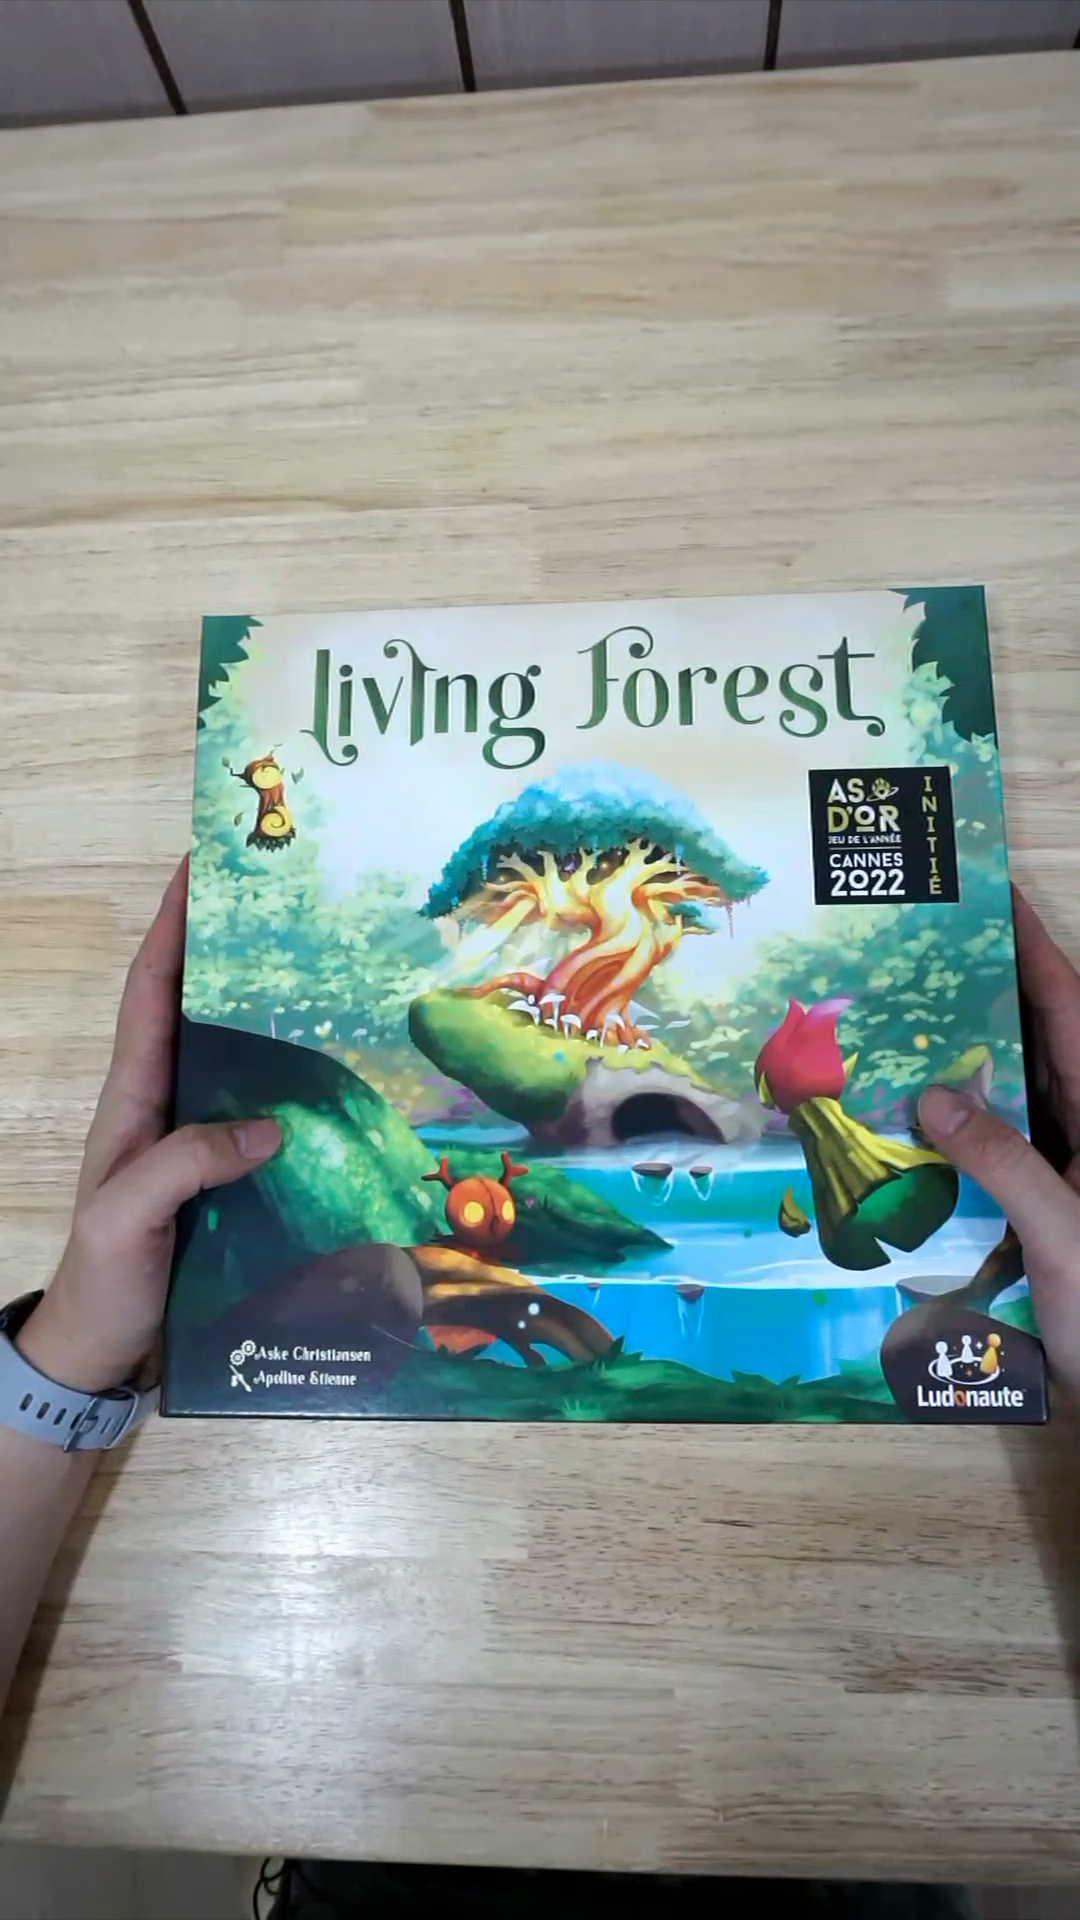 Living Forest
AS
D'OR
JEU DE L'ANNÉE
CANNES
2022
INITIÉ
Aske Christiansen
Apolline Etienne
Ludonaute